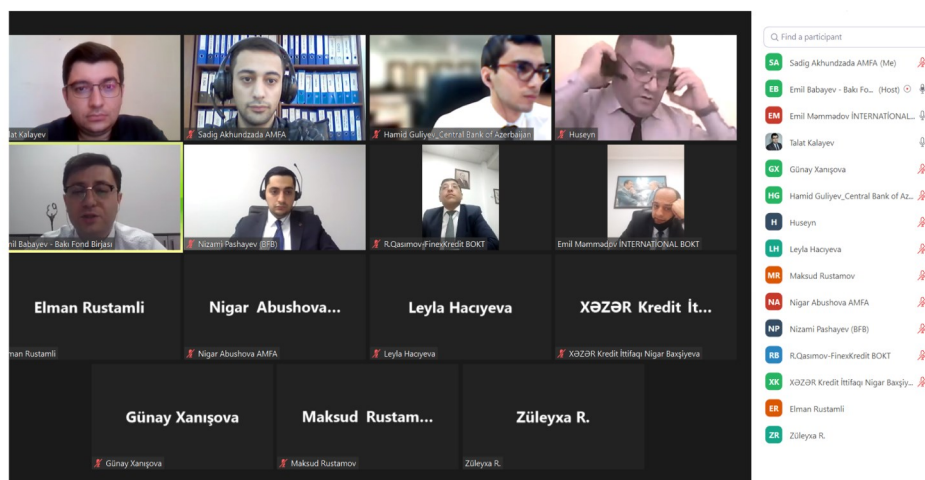 lat Kalayev
Sadig Akhundzada AMFA
Hamid Guliyev_Central Bank of Azerbaijan
Huseyn
mil Babayev - Bakı Fond Birjası
Nizami Pashayev (BFB)
R.Qasımov-FinexKredit BOKT
Emil Mammadov İNTERNATİONAL BOKT
Elman Rustamli
Nigar Abushova...
Leyla Hacıyeva
XƏZƏR Kredit İt...
man Rustamli
Nigar Abushova AMFA
Leyla Hacıyeva
XƏZƏR Kredit İttifaqı Nigar Baxşiyeva
Günay Xanışova
Maksud Rustam...
Züleyxa R.
Günay Xanışova
Maksud Rustamov
Züleyxa R.
Find a participant
SA Sadig Akhundzada AMFA (Me)
EB Emil Babayev - Bakı Fo... (Host)
EM Emil Mammadov İNTERNATİONAL...
Talat Kalayev
GX Günay Xanışova
HG Hamid Guliyev_Central Bank of Az...
H Huseyn
LH Leyla Hacıyeva
MR Maksud Rustamov
NA Nigar Abushova AMFA
NP Nizami Pashayev (BFB)
RB R.Qasımov-FinexKredit BOKT
XK XƏZƏR Kredit İttifaqı Nigar Baxşiy...
ER Elman Rustamli
ZR Züleyxa R.